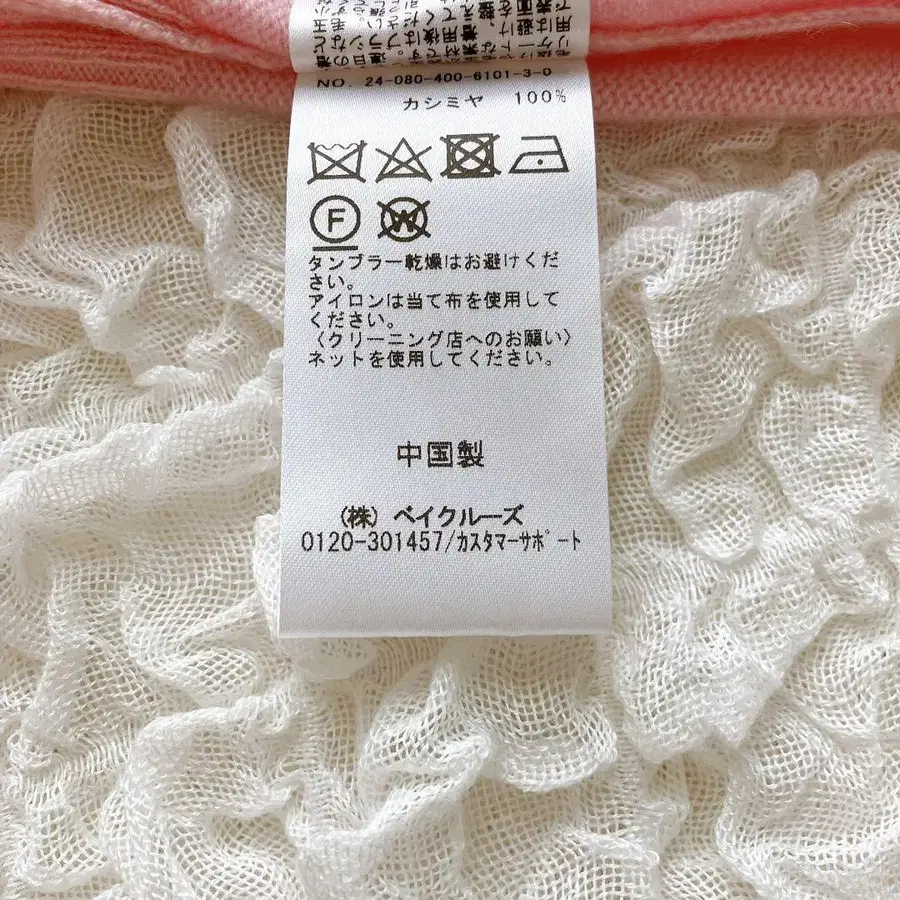 NO. 24-080-400-6101-3-0
カシミヤ 100%
F
W
タンブラー乾燥はお避けくだ
さい。
アイロンは当て布を使用して
ください。
〈クリーニング店へのお願い〉
ネットを使用してください。
中国製
(株) ベイクルーズ
0120-301457/カスタマーサポート